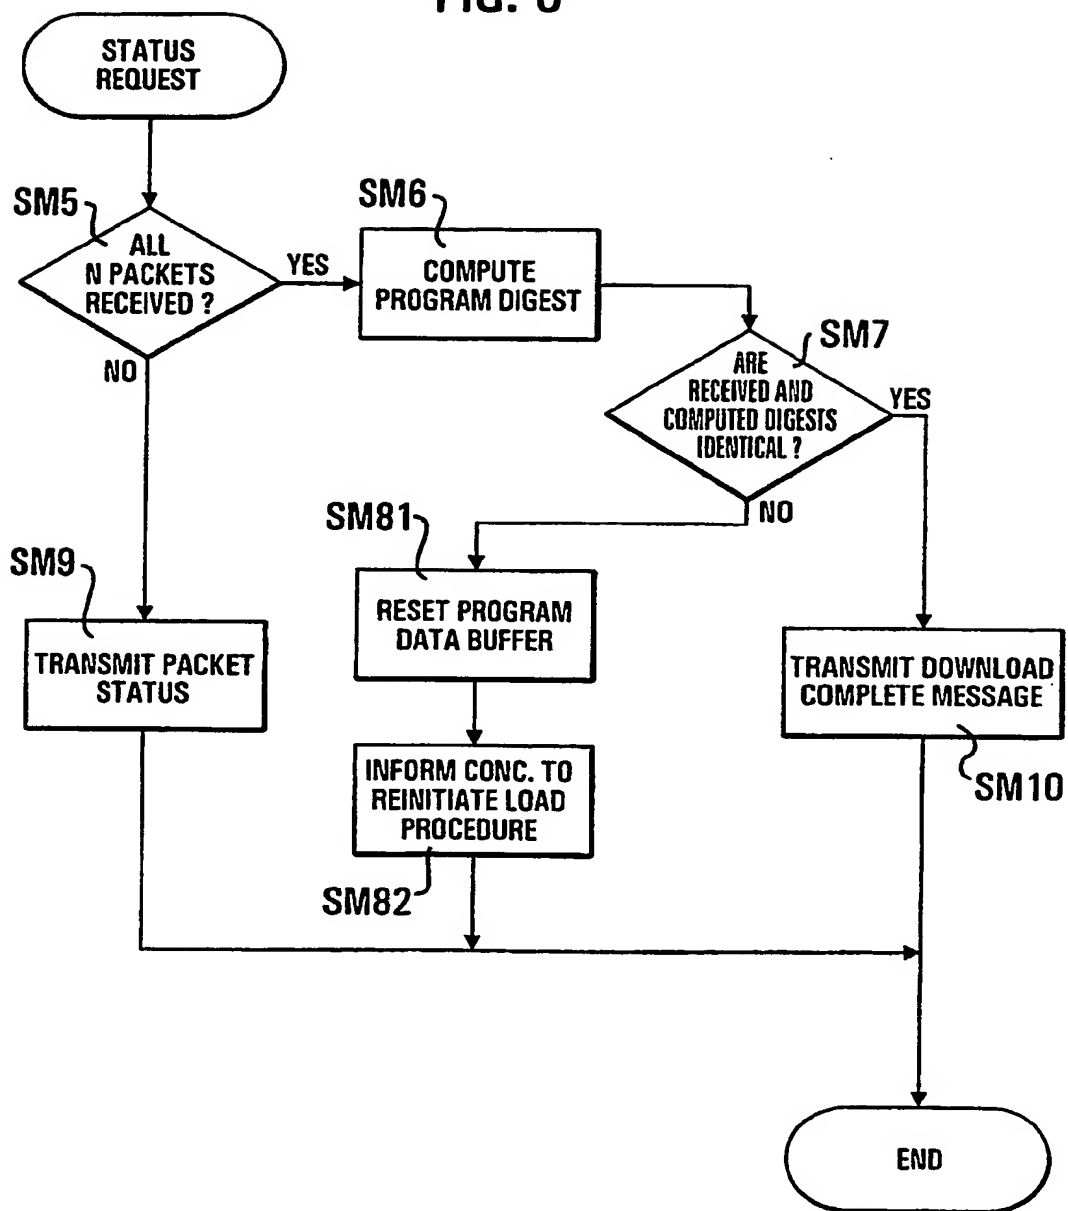 STATUS
REQUEST
SM5
ALL
N PACKETS
RECEIVED ?
YES
NO
SM6
COMPUTE
PROGRAM DIGEST
SM7
ARE
RECEIVED AND
COMPUTED DIGESTS
IDENTICAL ?
YES
NO
SM81
RESET PROGRAM
DATA BUFFER
SM9
TRANSMIT PACKET
STATUS
TRANSMIT DOWNLOAD
COMPLETE MESSAGE
SM10
INFORM CONC. TO
REINITIATE LOAD
PROCEDURE
SM82
END